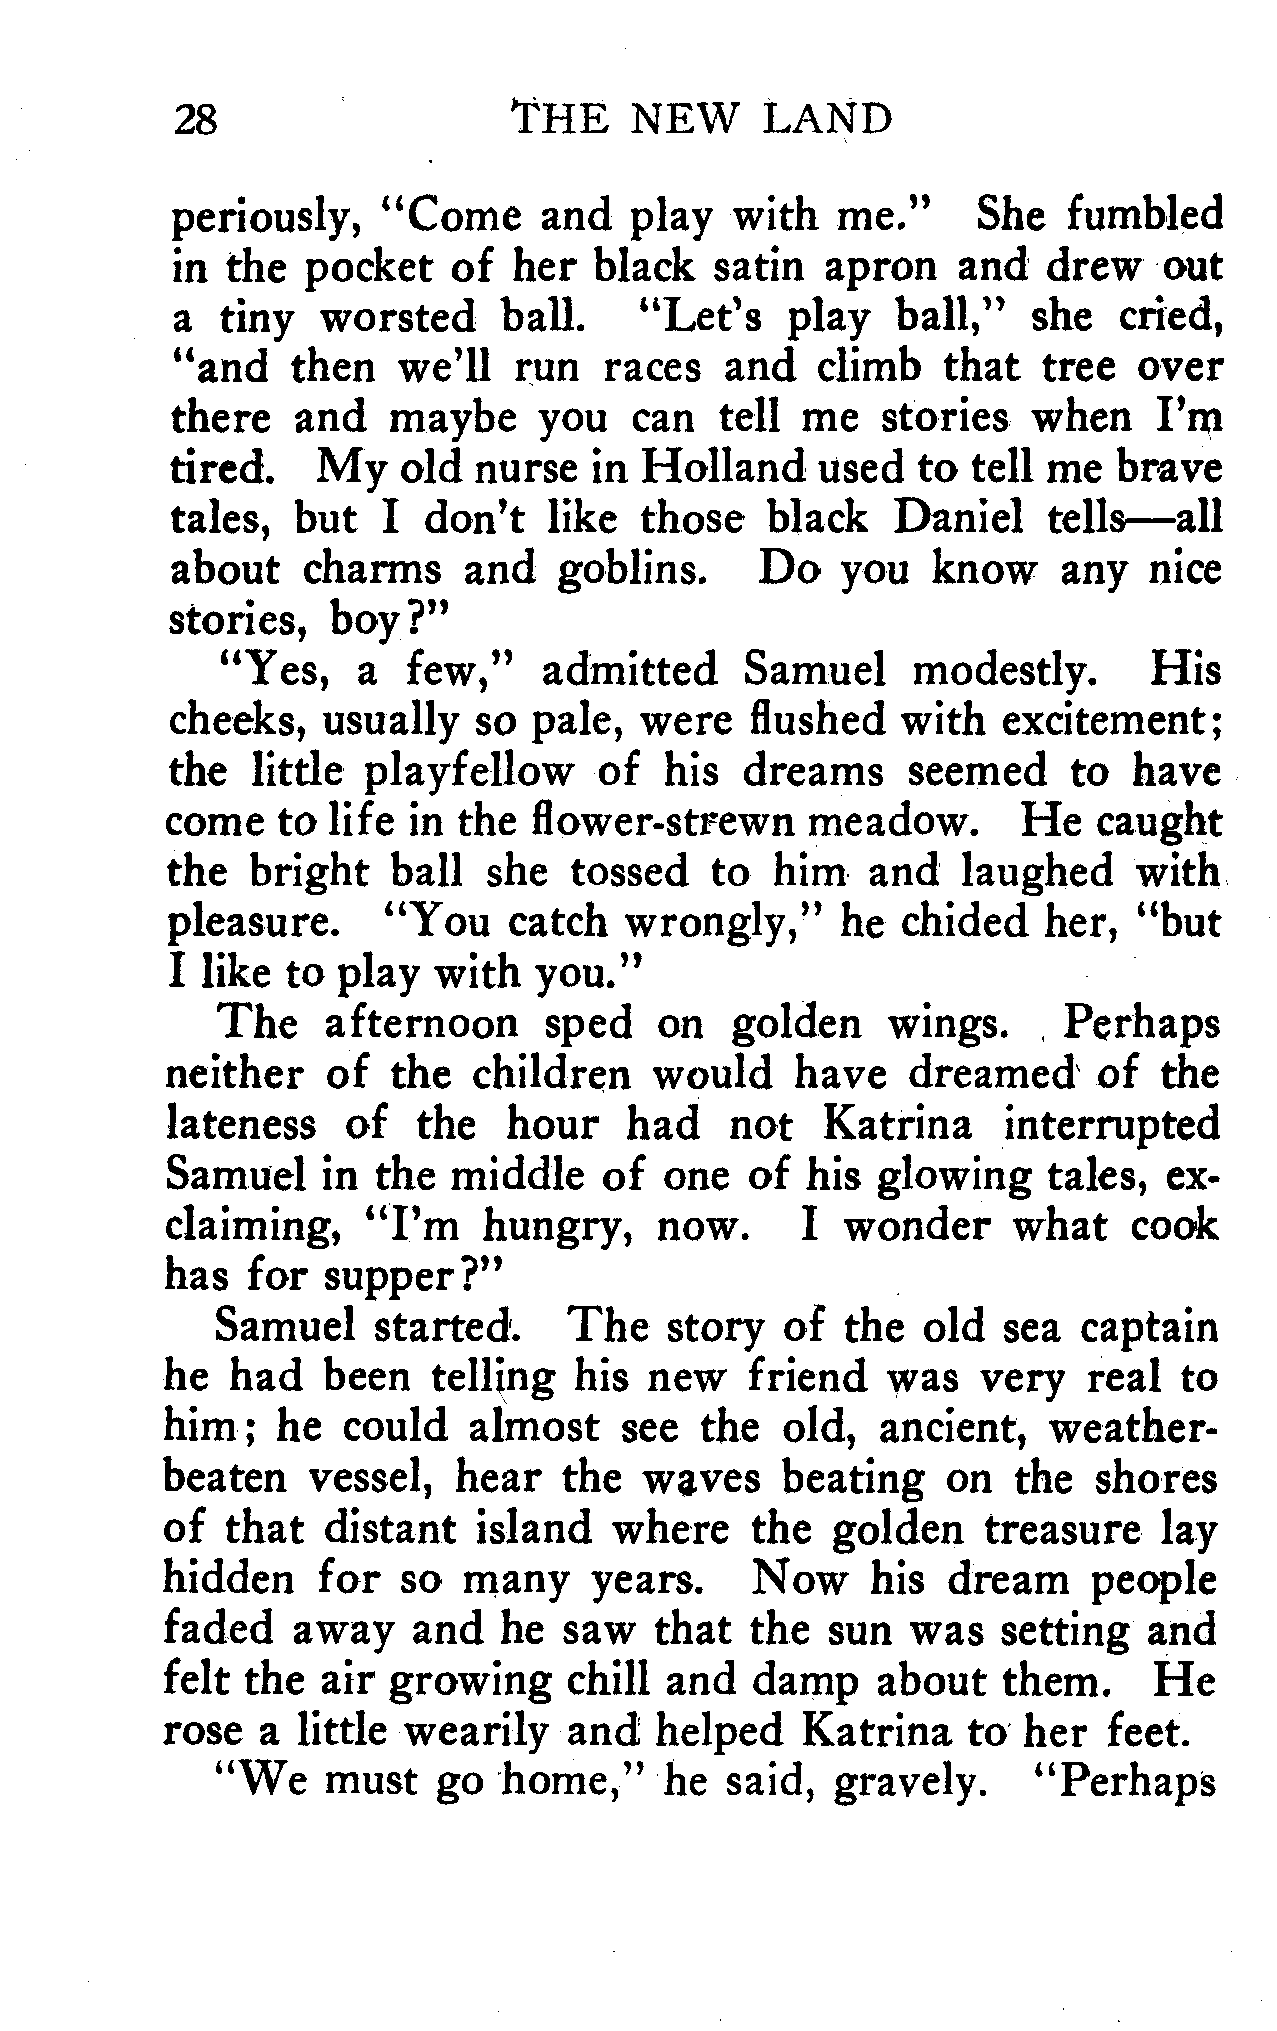 28 THE NEW LAND
periously, “Come and play with me.” She fumbled
in the pocket of her black satin apron and drew out
a tiny worsted ball. “Let’s play ball,” she cried,
“and then we’ll run races and climb that tree over
there and maybe you can tell me stories when I’m
tired. My old nurse in Holland used to tell me brave
tales, but I don’t like those black Daniel tells—all
about charms and goblins. Do you know any nice
stories, boy?”
“Yes, a few,” admitted Samuel modestly. His
cheeks, usually so pale, were flushed with excitement;
the little playfellow of his dreams seemed to have
come to life in the flower-strewn meadow. He caught
the bright ball she tossed to him and laughed with
pleasure. “You catch wrongly,” he chided her, “but
I like to play with you.”
The afternoon sped on golden wings. Perhaps
neither of the children would have dreamed of the
lateness of the hour had not Katrina interrupted
Samuel in the middle of one of his glowing tales, ex-
claiming, “I’m hungry, now. I wonder what cook
has for supper?”
Samuel started. The story of the old sea captain
he had been telling his new friend was very real to
him; he could almost see the old, ancient, weather-
beaten vessel, hear the waves beating on the shores
of that distant island where the golden treasure lay
hidden for so many years. Now his dream people
faded away and he saw that the sun was setting and
felt the air growing chill and damp about them. He
rose a little wearily and helped Katrina to her feet.
“We must go home,” he said, gravely. “Perhaps